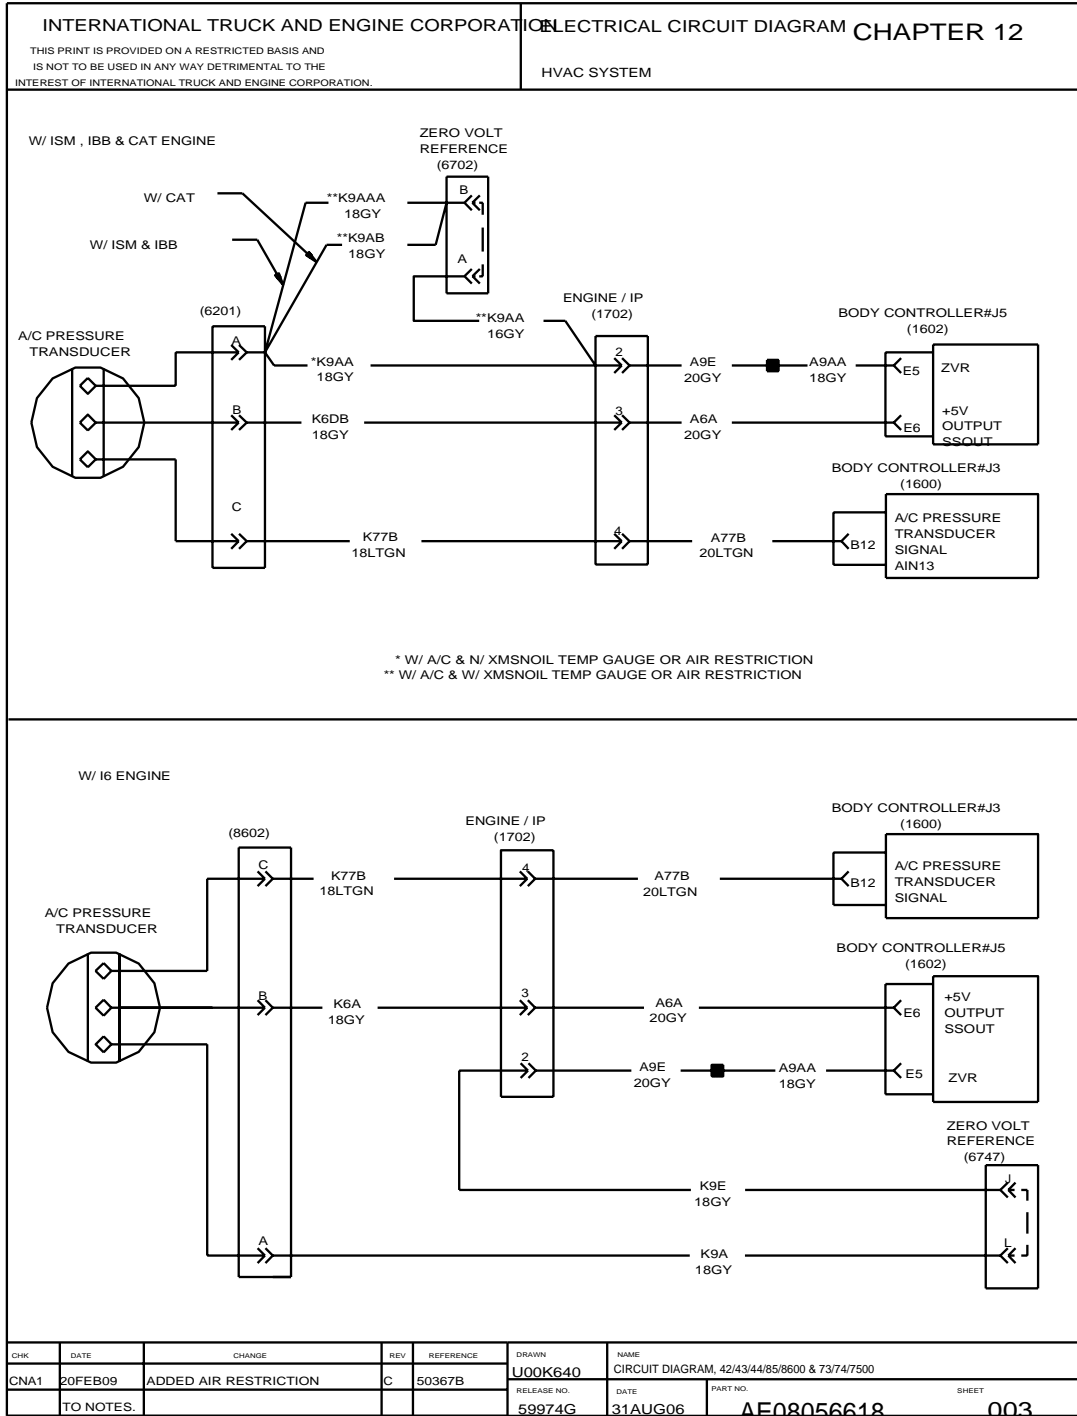 INTERNATIONAL TRUCK AND ENGINE CORPORATION
THIS PRINT IS PROVIDED ON A RESTRICTED BASIS AND
IS NOT TO BE USED IN ANY WAY DETRIMENTAL TO THE
INTEREST OF INTERNATIONAL TRUCK AND ENGINE CORPORATION.
ELECTRICAL CIRCUIT DIAGRAM
CHAPTER 12
HVAC SYSTEM
W/ ISM , IBB & CAT ENGINE
ZERO VOLT
REFERENCE
(6702)
W/ CAT
**K9AAA
18GY
B
W/ ISM & IBB
**K9AB
18GY
A
(6201)
ENGINE / IP
(1702)
**K9AA
16GY
BODY CONTROLLER#J5
(1602)
A/C PRESSURE
TRANSDUCER
A
*K9AA
18GY
2
A9E
20GY
A9AA
18GY
E5
ZVR
B
K6DB
18GY
3
A6A
20GY
E6
+5V
OUTPUT
SSOUT
BODY CONTROLLER#J3
(1600)
C
K77B
18LTGN
4
A77B
20LTGN
B12
A/C PRESSURE
TRANSDUCER
SIGNAL
AIN13
* W/ A/C & N/ XMSNOIL TEMP GAUGE OR AIR RESTRICTION
** W/ A/C & W/ XMSNOIL TEMP GAUGE OR AIR RESTRICTION
W/ I6 ENGINE
(8602)
ENGINE / IP
(1702)
BODY CONTROLLER#J3
(1600)
C
K77B
18LTGN
4
A77B
20LTGN
B12
A/C PRESSURE
TRANSDUCER
SIGNAL
A/C PRESSURE
TRANSDUCER
BODY CONTROLLER#J5
(1602)
B
K6A
18GY
3
A6A
20GY
E6
+5V
OUTPUT
SSOUT
2
A9E
20GY
A9AA
18GY
E5
ZVR
ZERO VOLT
REFERENCE
(6747)
K9E
18GY
J
A
K9A
18GY
L
CHK DATE CHANGE REV REFERENCE
CNA1 20FEB09 ADDED AIR RESTRICTION C 50367B
TO NOTES.
DRAWN
U00K640
NAME
CIRCUIT DIAGRAM, 42/43/44/85/8600 & 73/74/7500
RELEASE NO.
59974G
DATE
31AUG06
PART NO.
AE08056618
SHEET
003